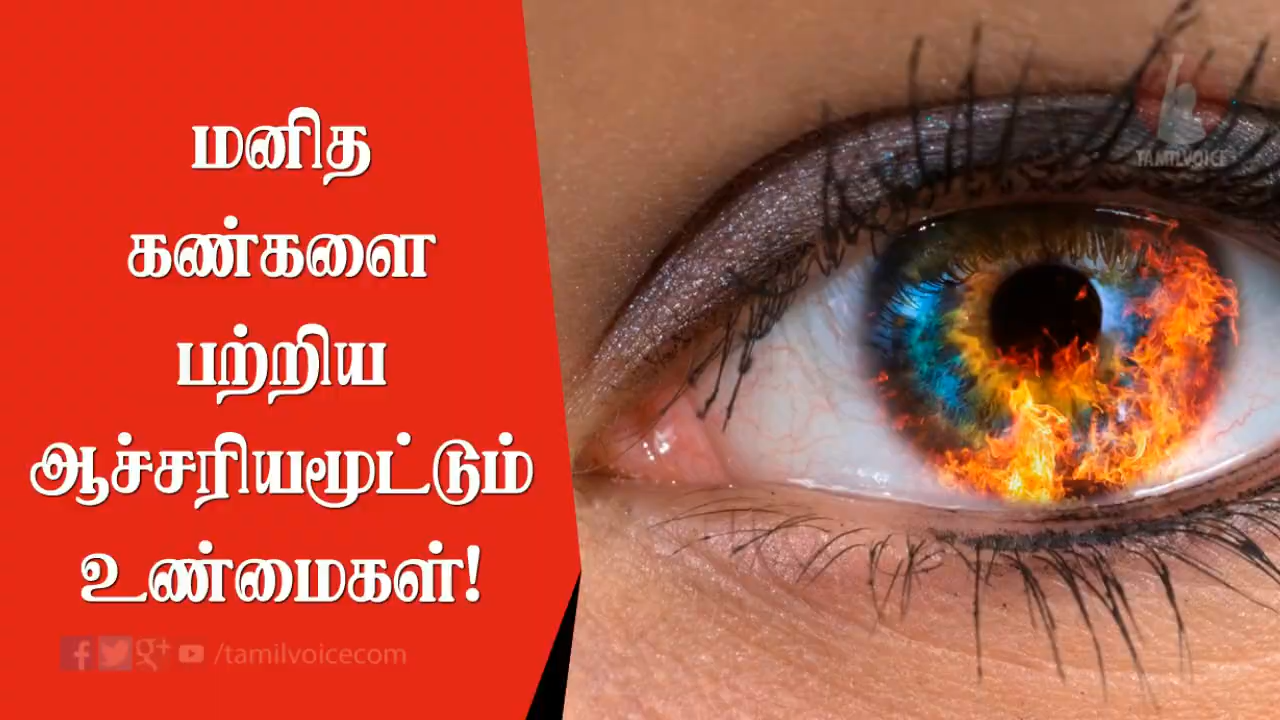 மனித
கண்களை
பற்றிய
ஆச்சரியமூட்டும்
உண்மைகள்!
f g+ /tamilvoicecom
TAMILVOICE